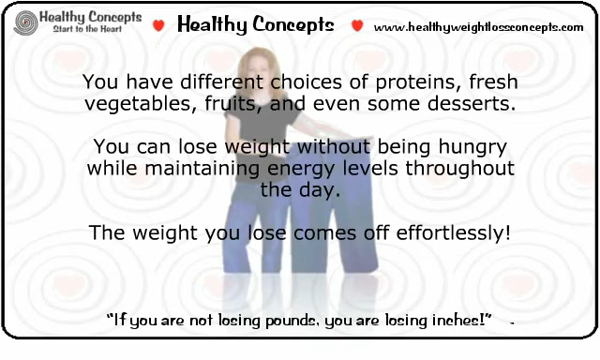 Healthy Concepts
Start to the Heart
Healthy Concepts
www.healthyweightlossconcepts.com
You have different choices of proteins, fresh
vegetables, fruits, and even some desserts.
You can lose weight without being hungry
while maintaining energy levels throughout
the day.
The weight you lose comes off effortlessly!
"If you are not losing pounds, you are losing inches!" -